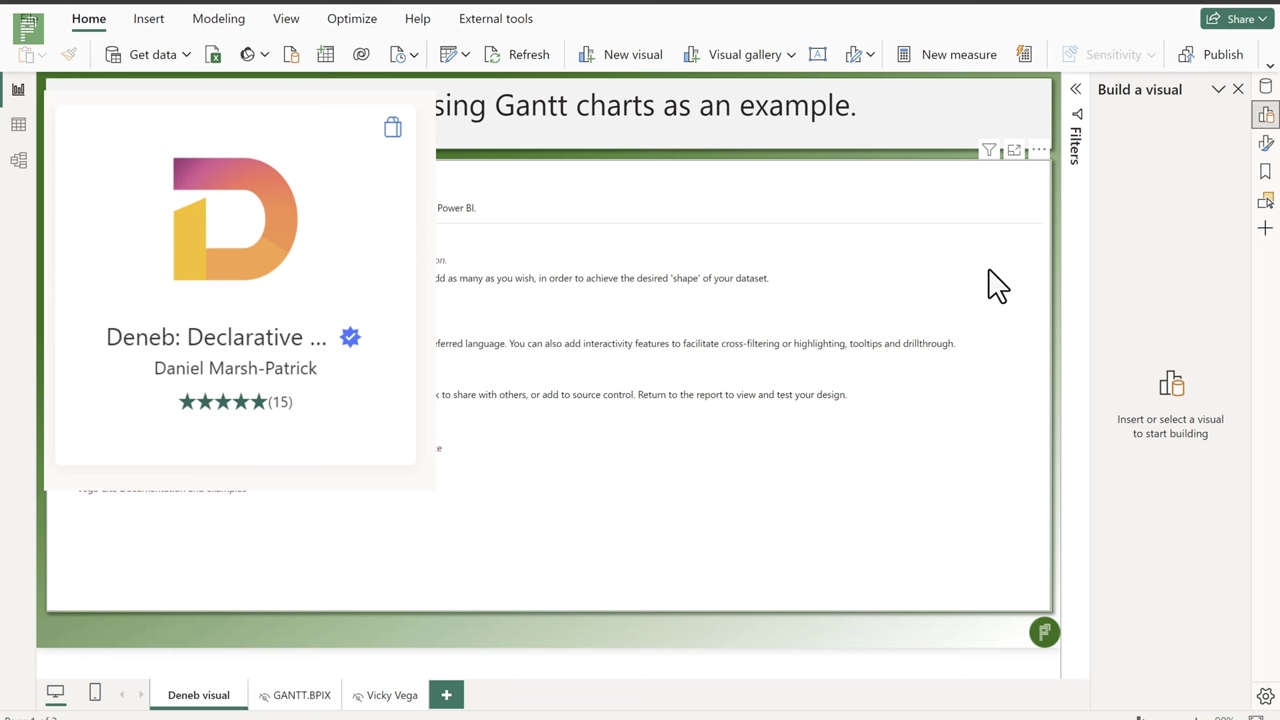 Home Insert Modeling View Optimize Help External tools
Share
Get data Refresh New visual Visual gallery New measure Sensitivity Publish
sing Gantt charts as an example.
Build a visual
Filters
Deneb: Declarative ...
Daniel Marsh-Patrick
(15)
Power BI.
on.
dd as many as you wish, in order to achieve the desired 'shape' of your dataset.
eferred language. You can also add interactivity features to facilitate cross-filtering or highlighting, tooltips and drillthrough.
k to share with others, or add to source control. Return to the report to view and test your design.
te
Insert or select a visual
to start building
Deneb visual GANTT.BPIX Vicky Vega